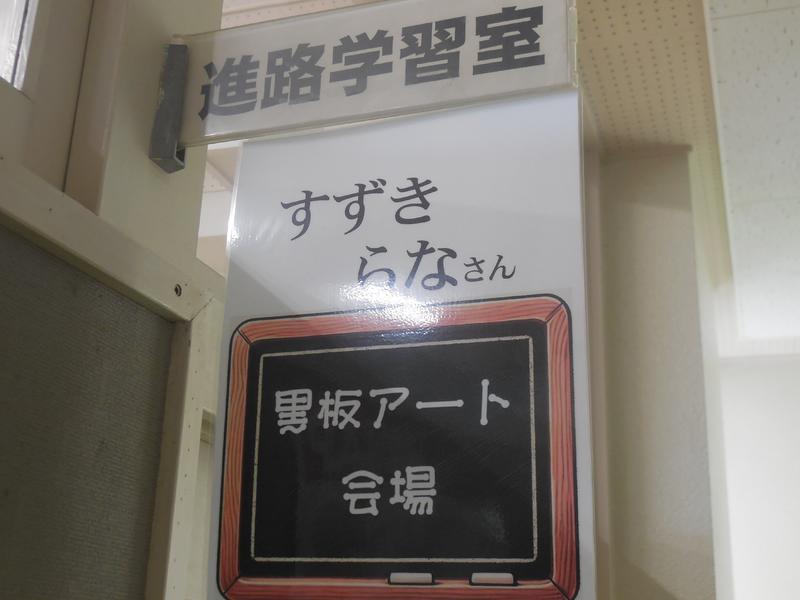 進路学習室
すずき
らなさん
黒板アート
会場